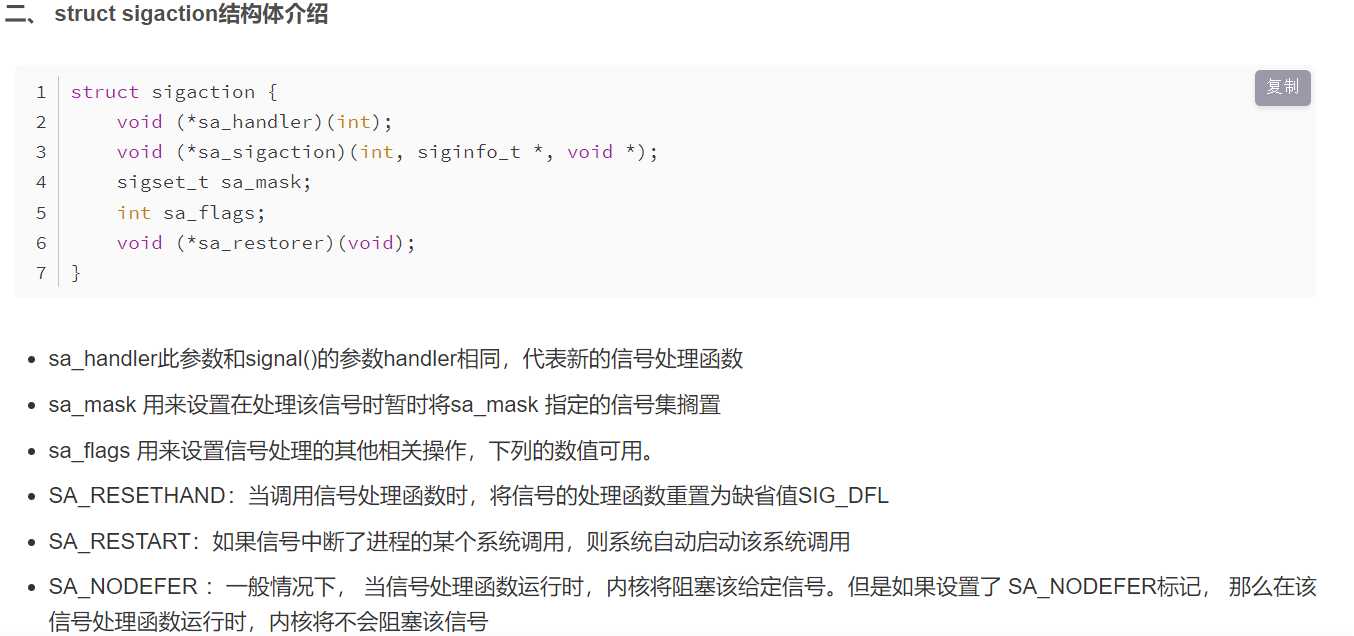 二、 struct sigaction结构体介绍
复制
1 struct sigaction {
2     void (*sa_handler)(int);
3     void (*sa_sigaction)(int, siginfo_t *, void *);
4     sigset_t sa_mask;
5     int sa_flags;
6     void (*sa_restorer)(void);
7 }
• sa_handler此参数和signal()的参数handler相同，代表新的信号处理函数
• sa_mask 用来设置在处理该信号时暂时将sa_mask 指定的信号集搁置
• sa_flags 用来设置信号处理的其他相关操作，下列的数值可用。
• SA_RESETHAND：当调用信号处理函数时，将信号的处理函数重置为缺省值SIG_DFL
• SA_RESTART：如果信号中断了进程的某个系统调用，则系统自动启动该系统调用
• SA_NODEFER ：一般情况下， 当信号处理函数运行时，内核将阻塞该给定信号。但是如果设置了 SA_NODEFER标记， 那么在该
信号处理函数运行时，内核将不会阻塞该信号